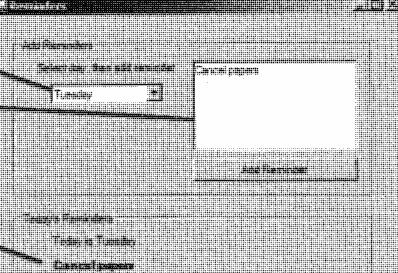 Reminders
Add Reminders
Select day, then add reminder
Cancel papers
Tuesday
Add Reminder
Today's Reminders
Today is Tuesday
Cancel papers